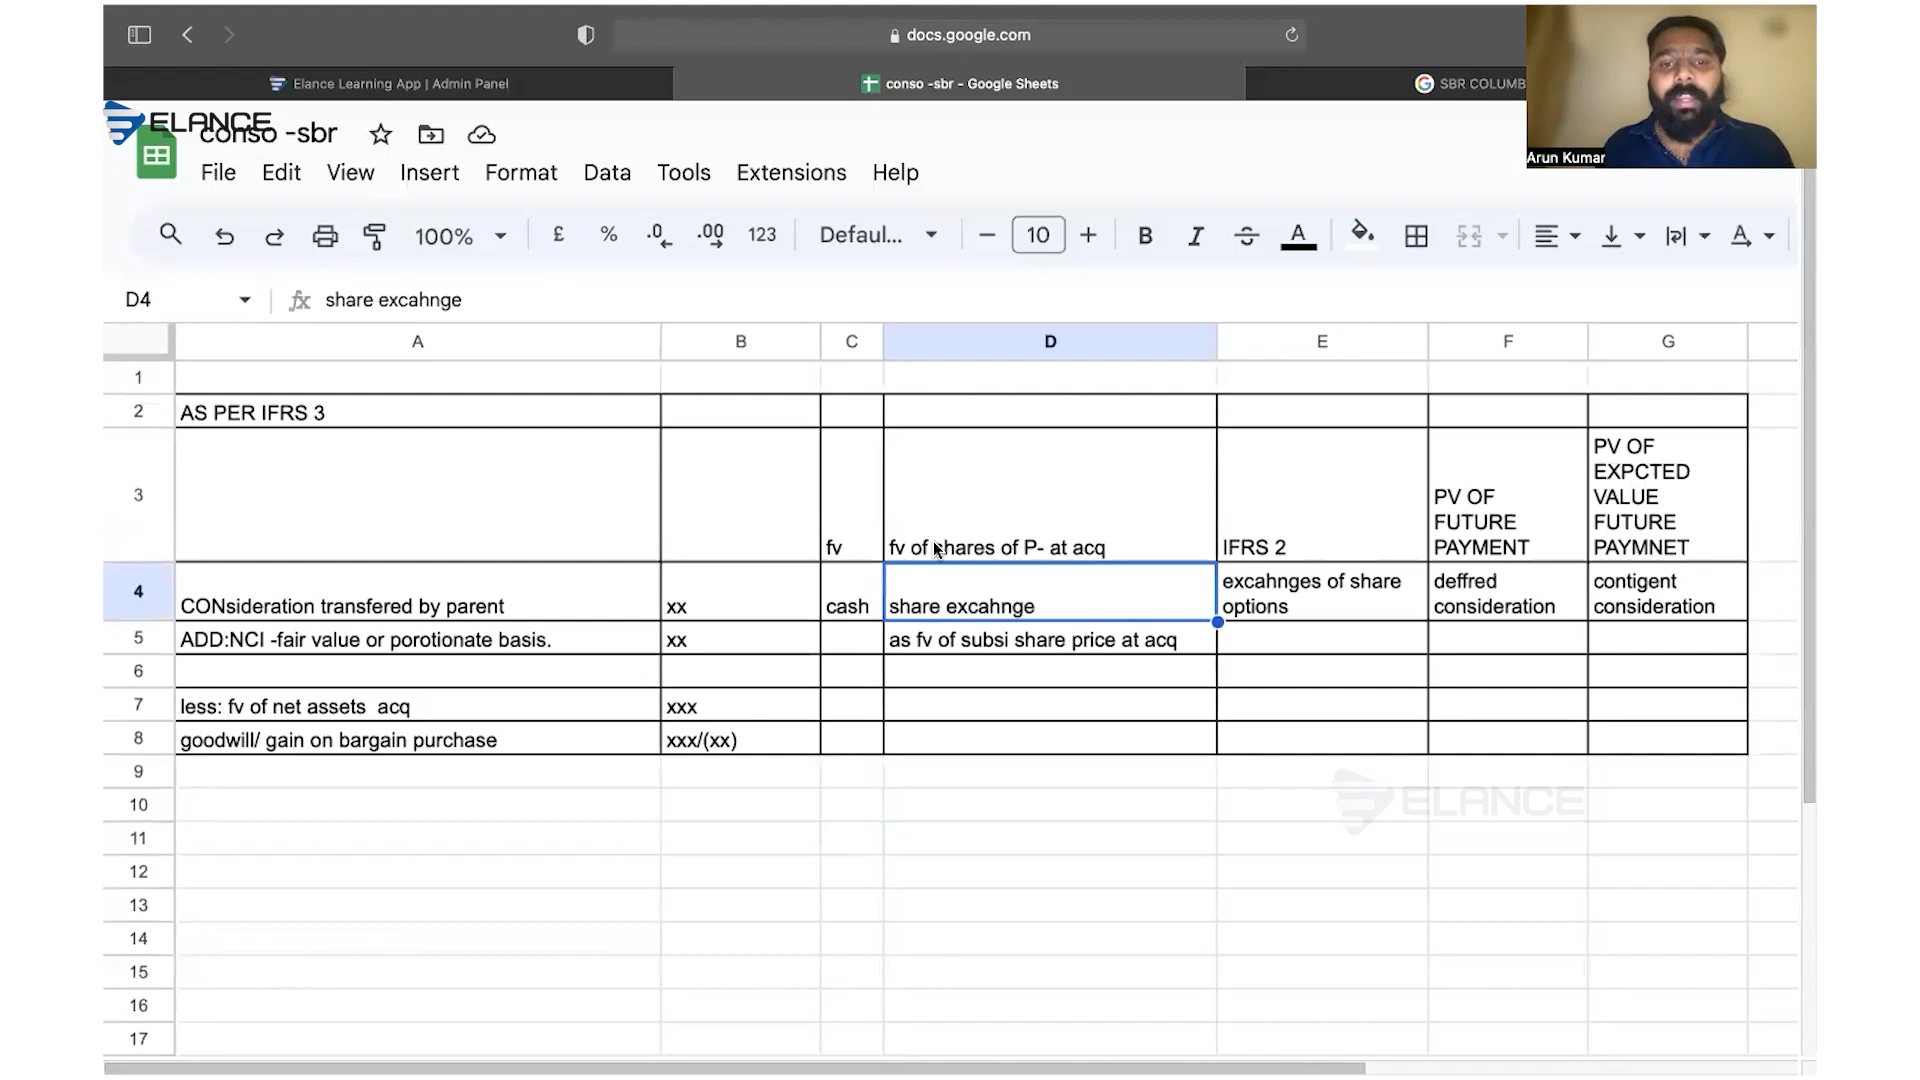 docs.google.com
Elance Learning App | Admin Panel
conso -sbr - Google Sheets
SBR COLUMB
Arun Kumar
ELANCE
conso -sbr
File Edit View Insert Format Data Tools Extensions Help
100% £ % .0 .00 123 Defaul... 10 B I A A
D4 fx share excahnge
A B C D E F G
1
2 AS PER IFRS 3
3 fv fv of shares of P- at acq IFRS 2
PV OF
FUTURE
PAYMENT
PV OF
EXPCTED
VALUE
FUTURE
PAYMNET
4 CONsideration transfered by parent xx cash share excahnge
excahnges of share
options
deffred
consideration
contigent
consideration
5 ADD:NCI -fair value or porotionate basis. xx as fv of subsi share price at acq
6
7 less: fv of net assets acq xxx
8 goodwill/ gain on bargain purchase xxx/(xx)
9
ELANCE
10
11
12
13
14
15
16
17